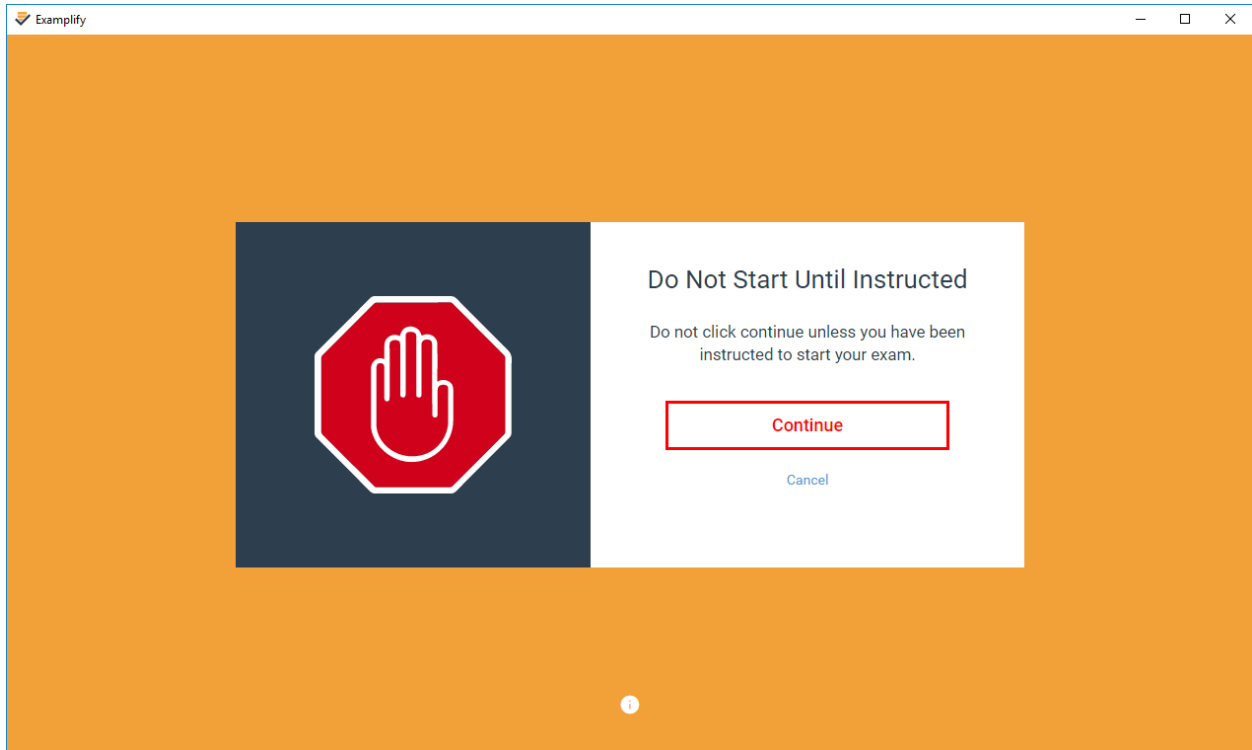 Examplify
Do Not Start Until Instructed
Do not click continue unless you have been
instructed to start your exam.
Continue
Cancel
i